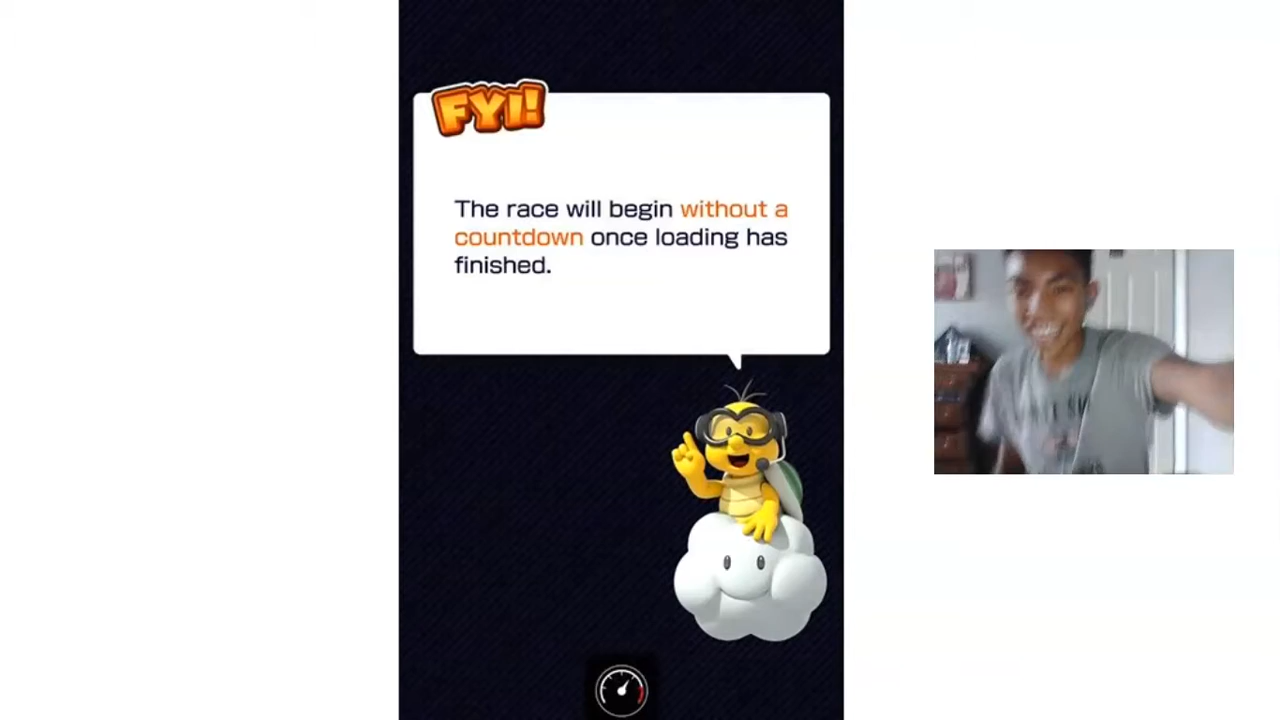 FYI!
The race will begin without a
countdown once loading has
finished.